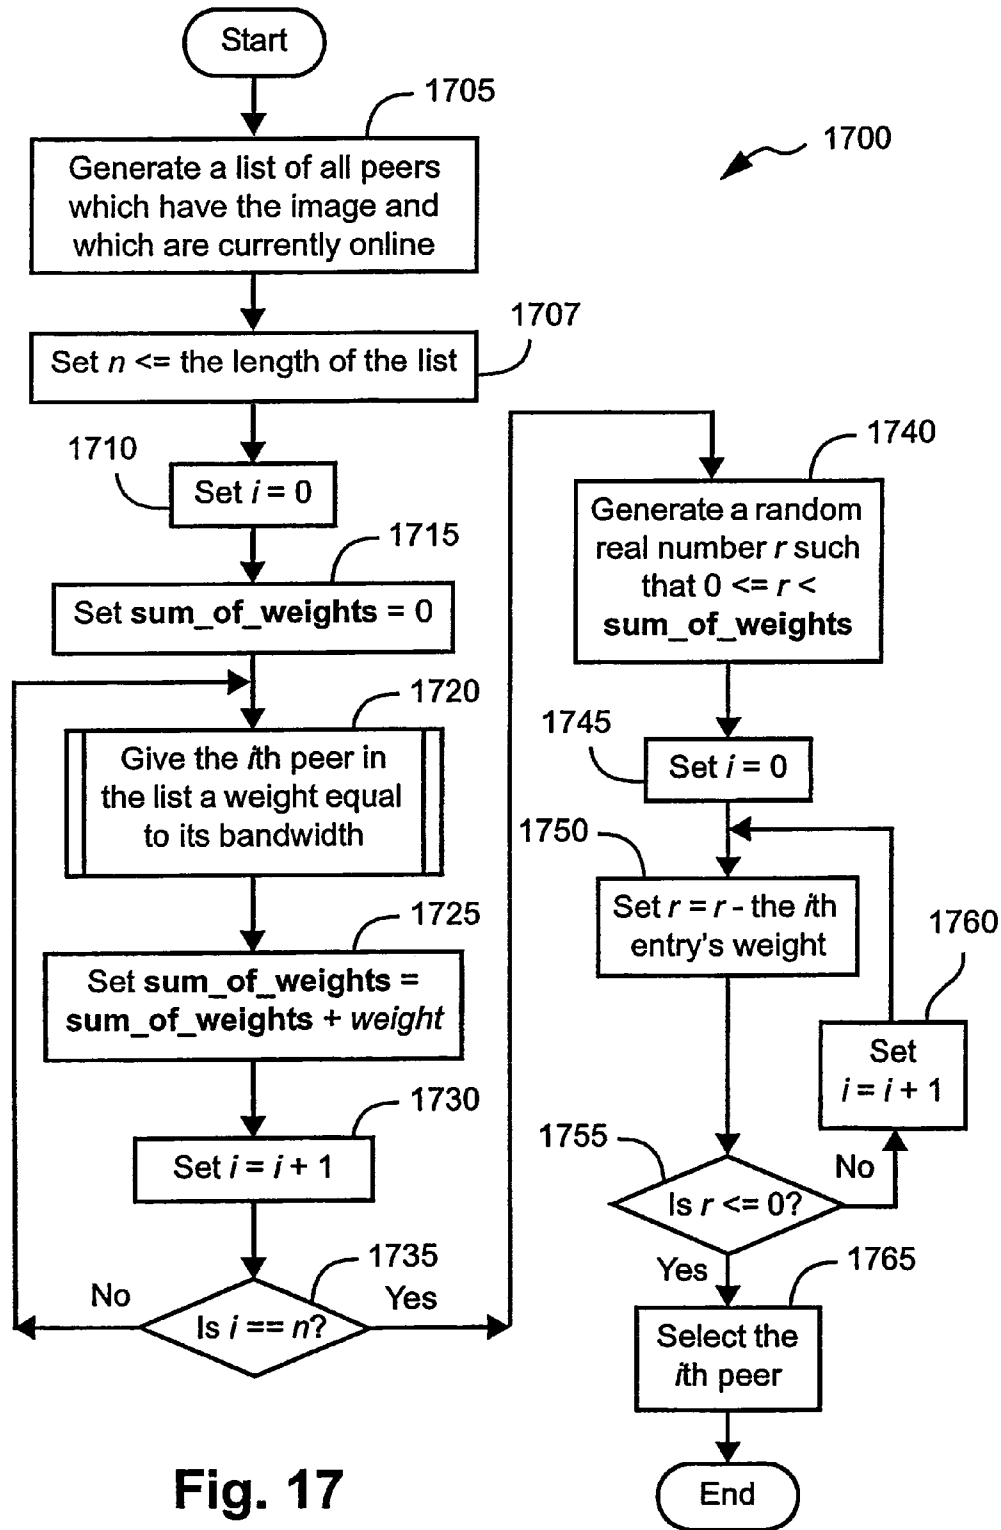 Start
1705
Generate a list of all peers
which have the image and
which are currently online
1700
1707
Set n <= the length of the list
1710
Set i = 0
1715
Set sum_of_weights = 0
1720
Give the ith peer in
the list a weight equal
to its bandwidth
1725
Set sum_of_weights =
sum_of_weights + weight
1730
Set i = i + 1
1735
Is i == n?
No
Yes
1740
Generate a random
real number r such
that 0 <= r <
sum_of_weights
1745
Set i = 0
1750
Set r = r - the ith
entry's weight
1760
Set
i = i + 1
1755
Is r <= 0?
No
Yes
1765
Select the
ith peer
End
Fig. 17